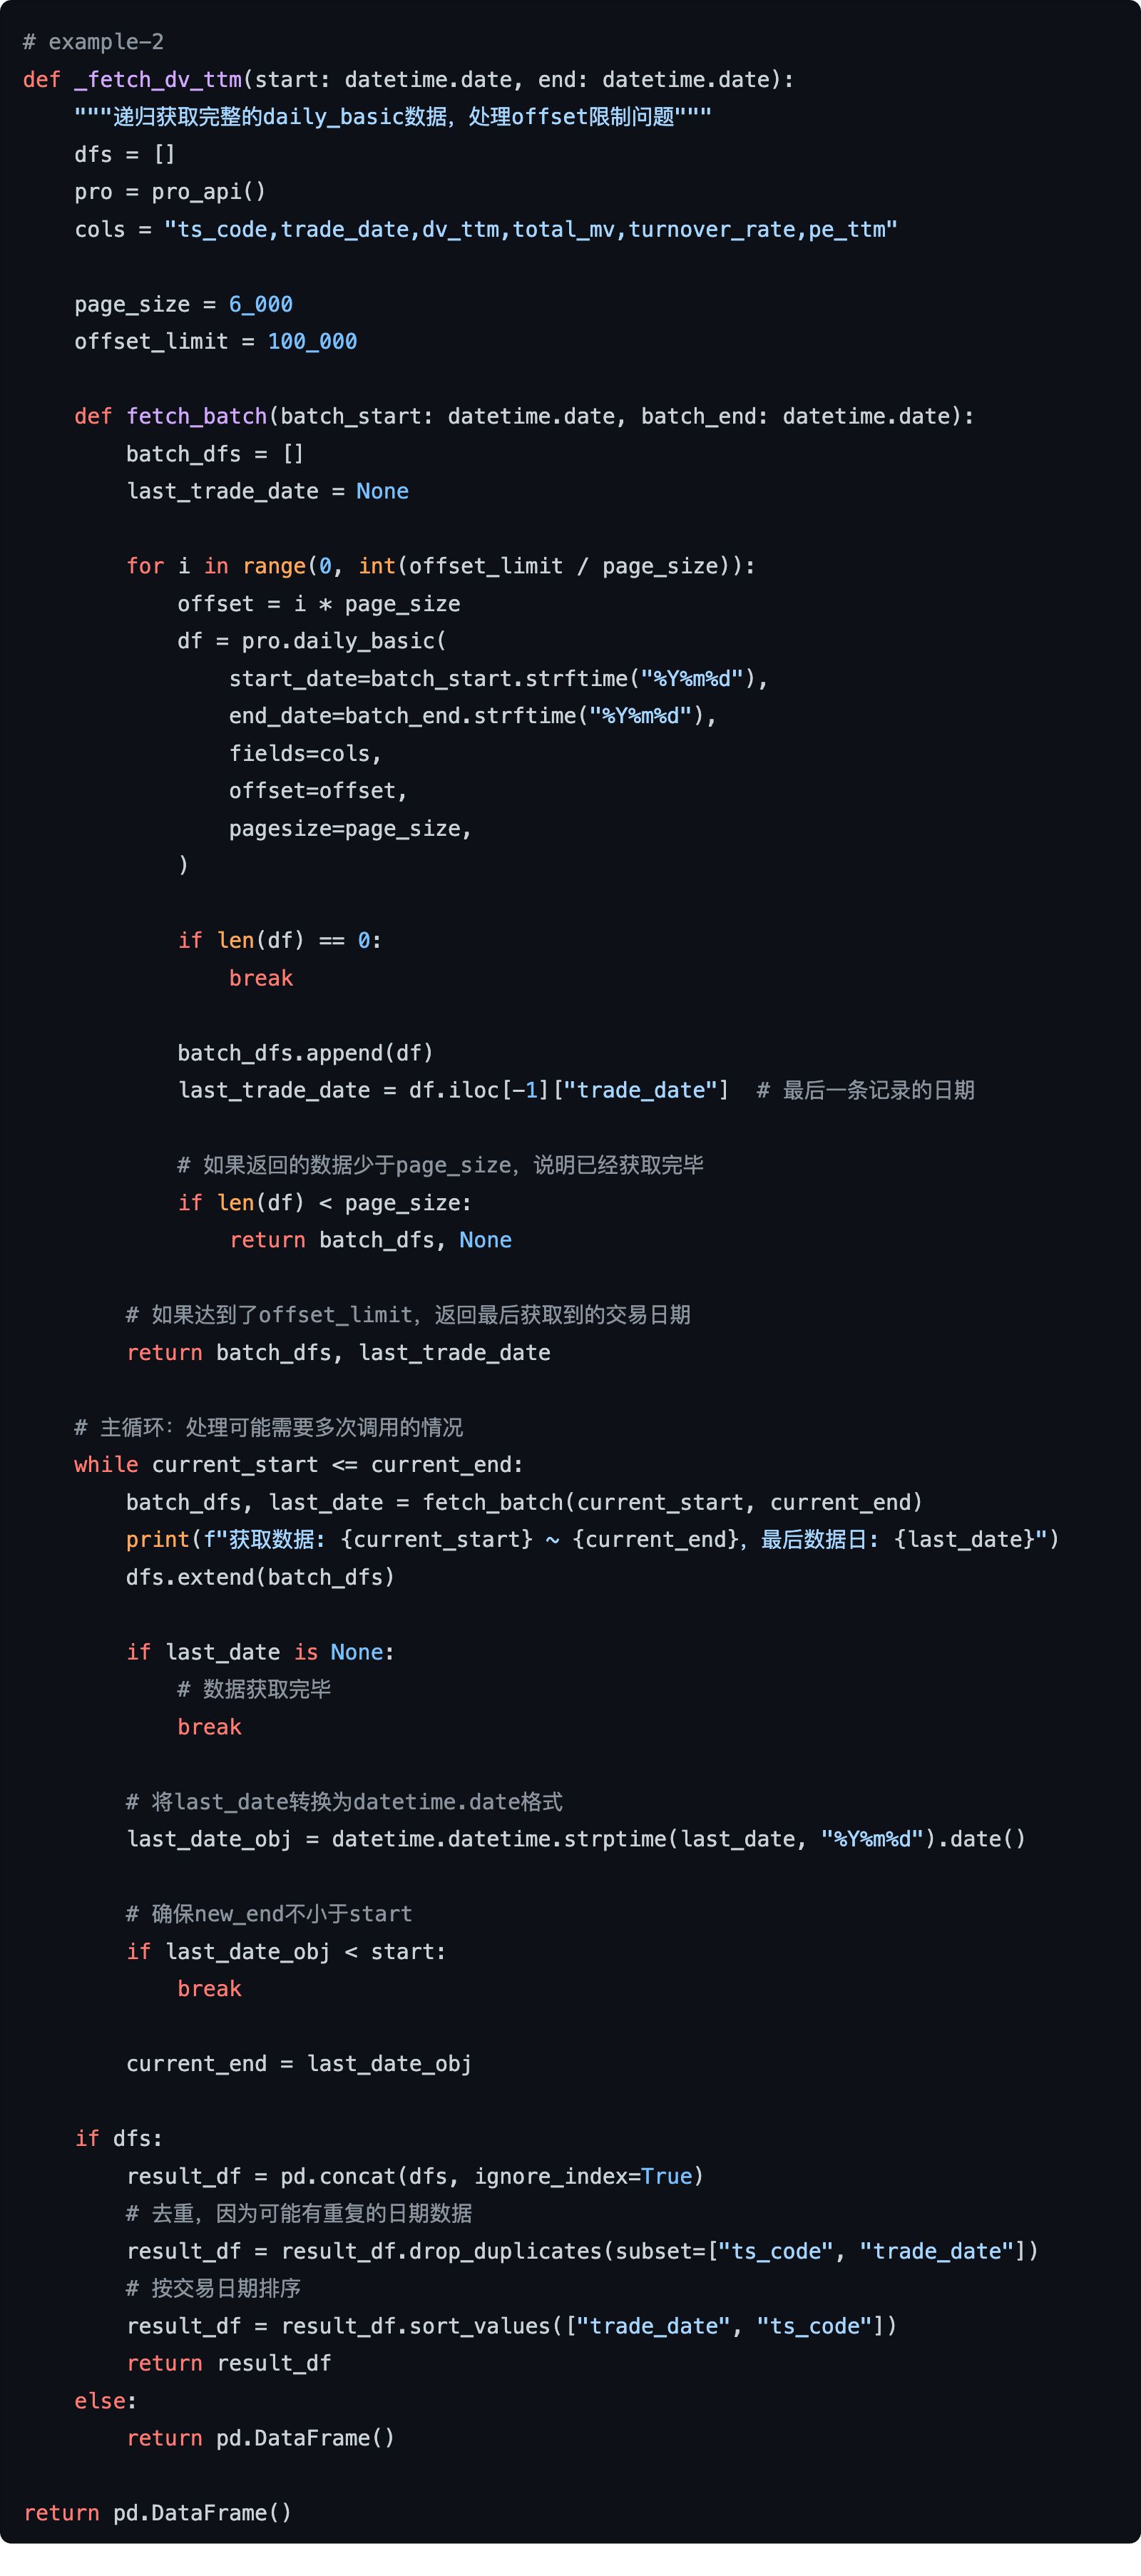 # example-2
def _fetch_dv_ttm(start: datetime.date, end: datetime.date):
    """递归获取完整的daily_basic数据，处理offset限制问题"""
    dfs = []
    pro = pro_api()
    cols = "ts_code,trade_date,dv_ttm,total_mv,turnover_rate,pe_ttm"

    page_size = 6_000
    offset_limit = 100_000

    def fetch_batch(batch_start: datetime.date, batch_end: datetime.date):
        batch_dfs = []
        last_trade_date = None

        for i in range(0, int(offset_limit / page_size)):
            offset = i * page_size
            df = pro.daily_basic(
                start_date=batch_start.strftime("%Y%m%d"),
                end_date=batch_end.strftime("%Y%m%d"),
                fields=cols,
                offset=offset,
                pagesize=page_size,
            )

            if len(df) == 0:
                break

            batch_dfs.append(df)
            last_trade_date = df.iloc[-1]["trade_date"]  # 最后一条记录的日期

            # 如果返回的数据少于page_size，说明已经获取完毕
            if len(df) < page_size:
                return batch_dfs, None

        # 如果达到了offset_limit，返回最后获取到的交易日期
        return batch_dfs, last_trade_date

    # 主循环：处理可能需要多次调用的情况
    while current_start <= current_end:
        batch_dfs, last_date = fetch_batch(current_start, current_end)
        print(f"获取数据: {current_start} ~ {current_end}，最后数据日: {last_date}")
        dfs.extend(batch_dfs)

        if last_date is None:
            # 数据获取完毕
            break

        # 将last_date转换为datetime.date格式
        last_date_obj = datetime.datetime.strptime(last_date, "%Y%m%d").date()

        # 确保new_end不小于start
        if last_date_obj < start:
            break

        current_end = last_date_obj

    if dfs:
        result_df = pd.concat(dfs, ignore_index=True)
        # 去重，因为可能有重复的日期数据
        result_df = result_df.drop_duplicates(subset=["ts_code", "trade_date"])
        # 按交易日期排序
        result_df = result_df.sort_values(["trade_date", "ts_code"])
        return result_df
    else:
        return pd.DataFrame()

return pd.DataFrame()